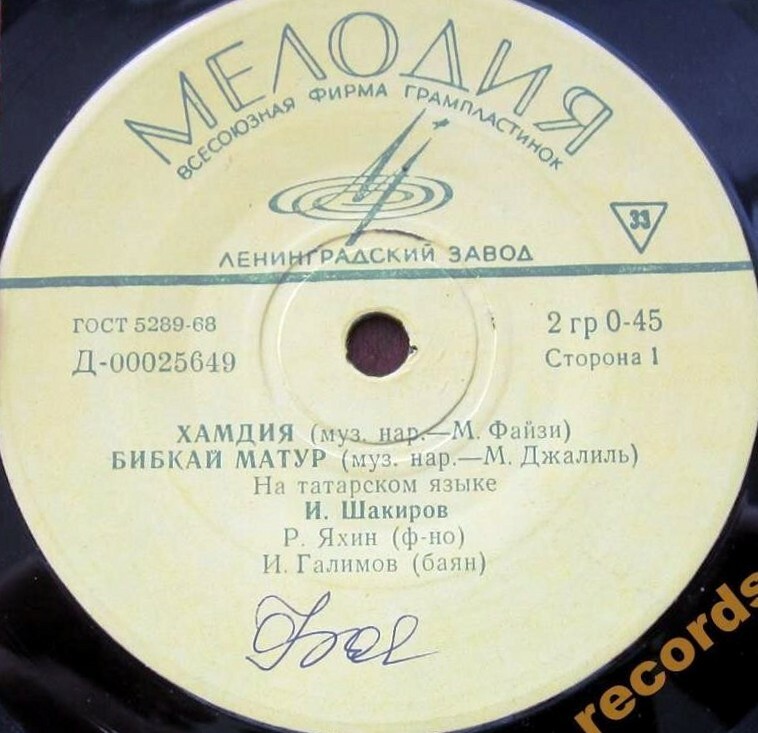 МЕЛОДИЯ
ВСЕСОЮЗНАЯ ФИРМА ГРАМПЛАСТИНОК
33
ЛЕНИНГРАДСКИЙ ЗАВОД
ГОСТ 5289-68
2 гр 0-45
Д-00025649
Сторона 1
ХАМДИЯ (муз. нар.—М. Файзи)
БИБКАЙ МАТУР (муз. нар.—М. Джалиль)
На татарском языке
И. Шакиров
Р. Яхин (ф-но)
И. Галимов (баян)
records